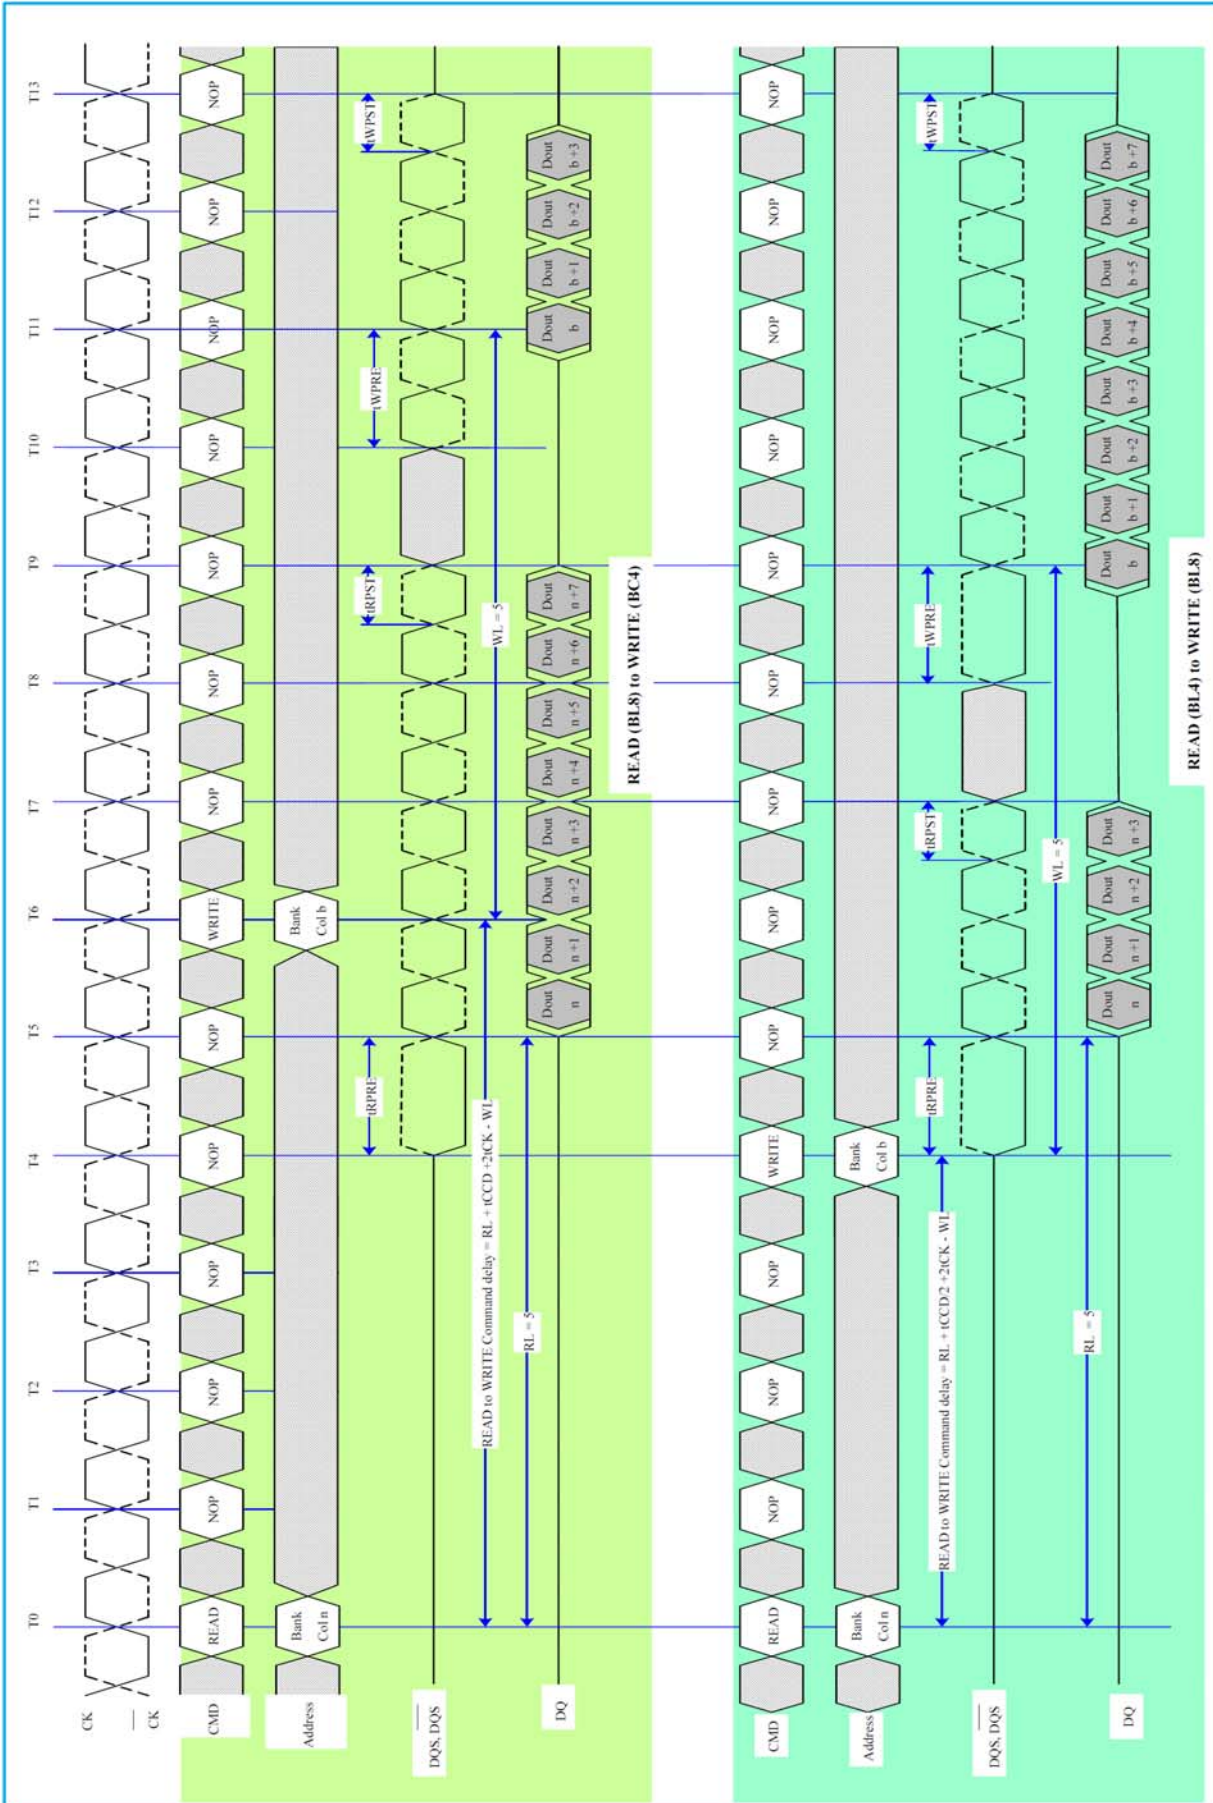 T0 T1 T2 T3 T4 T5 T6 T7 T8 T9 T10 T11 T12 T13
CK
CK
CMD READ NOP NOP NOP NOP NOP WRITE NOP NOP NOP NOP NOP NOP NOP
Address Bank Bank
Col n Col b
tRPRE tRPST tWPRE tWPST
DQS, DQS
READ to WRITE Command delay = RL + tCCD +2tCK - WL WL = 5
RL = 5
DQ Dout Dout Dout Dout Dout Dout Dout Dout Dout Dout Dout Dout
n n +1 n +2 n +3 n +4 n +5 n +6 n +7 b b +1 b +2 b +3
READ (BL8) to WRITE (BC4)
CMD READ NOP NOP NOP WRITE NOP NOP NOP NOP NOP NOP NOP NOP NOP
Address Bank Bank
Col n Col b
tRPRE tRPST tWPRE tWPST
READ to WRITE Command delay = RL + tCCD/2 +2tCK - WL
DQS, DQS
WL = 5
RL = 5
DQ Dout Dout Dout Dout Dout Dout Dout Dout Dout Dout Dout Dout
n n +1 n +2 n +3 b b +1 b +2 b +3 b +4 b +5 b +6 b +7
READ (BL4) to WRITE (BL8)